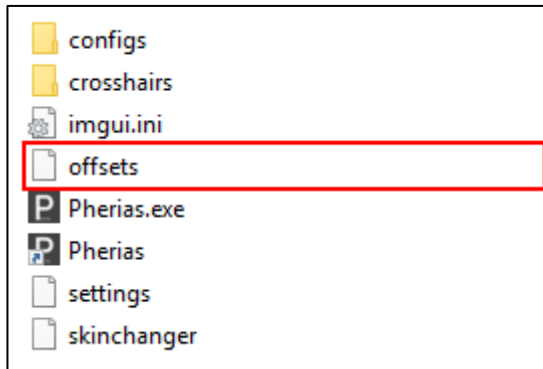 configs
crosshairs
imgui.ini
offsets
Pherias.exe
Pherias
settings
skinchanger